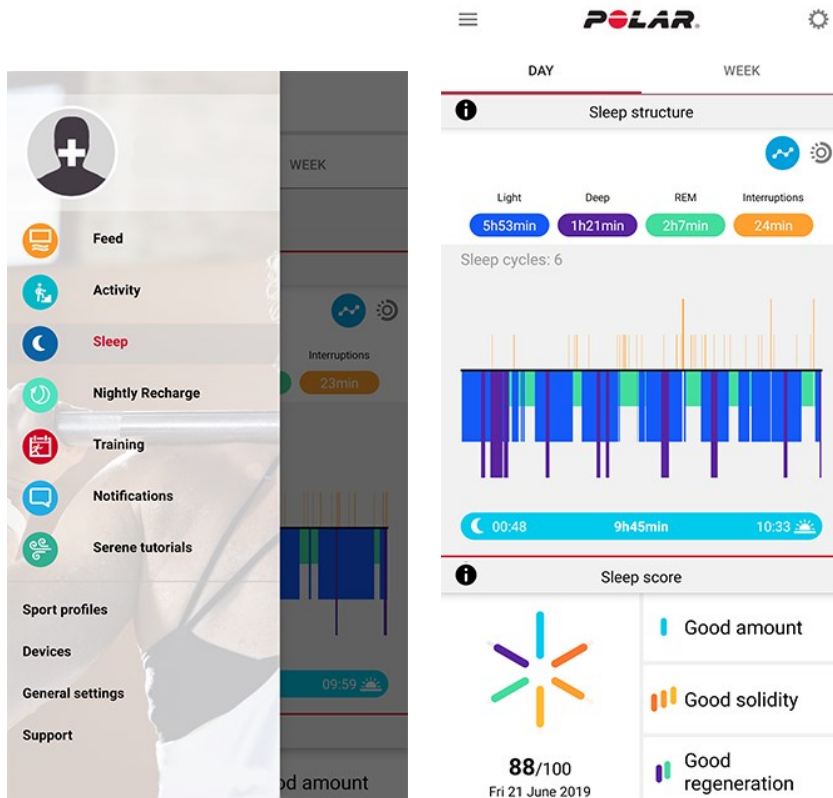 WEEK
Feed
Activity
Sleep
Interruptions
23min
Nightly Recharge
Training
Notifications
Serene tutorials
Sport profiles
Devices
09:59
General settings
Support
od amount
POLAR.
DAY WEEK
Sleep structure
Light Deep REM Interruptions
5h53min 1h21min 2h7min 24min
Sleep cycles: 6
00:48 9h45min 10:33
Sleep score
Good amount
Good solidity
88/100
Fri 21 June 2019
Good
regeneration